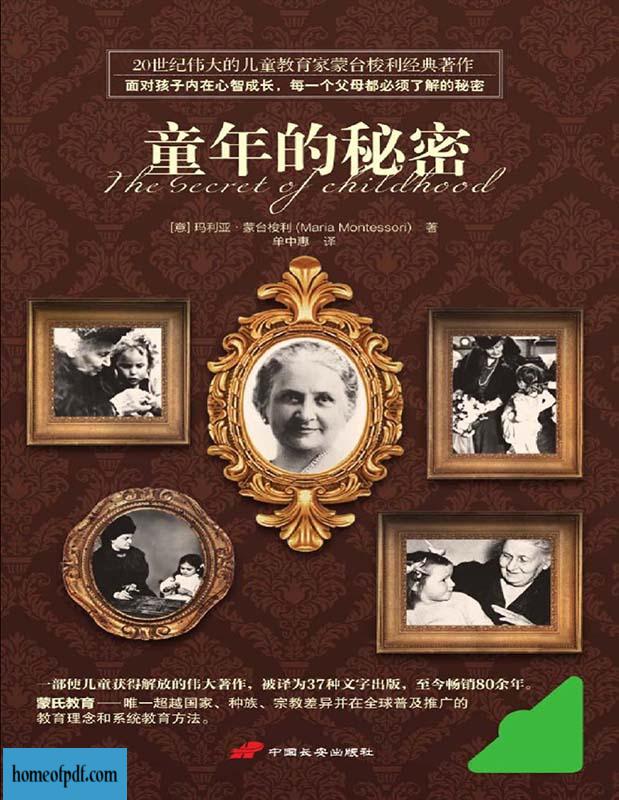 20世纪伟大的儿童教育家蒙台梭利经典著作
面对孩子内在心智成长，每一个父母都必须了解的秘密
童年的秘密
The Secret of childhood
[意] 玛利亚·蒙台梭利 (Maria Montessori) 著
单中惠 译
一部使儿童获得解放的伟大著作，被译为37种文字出版，至今畅销80余年。
蒙氏教育——唯一超越国家、种族、宗教差异并在全球普及推广的
教育理念和系统教育方法。
中国长安出版社
homeofpdf.com